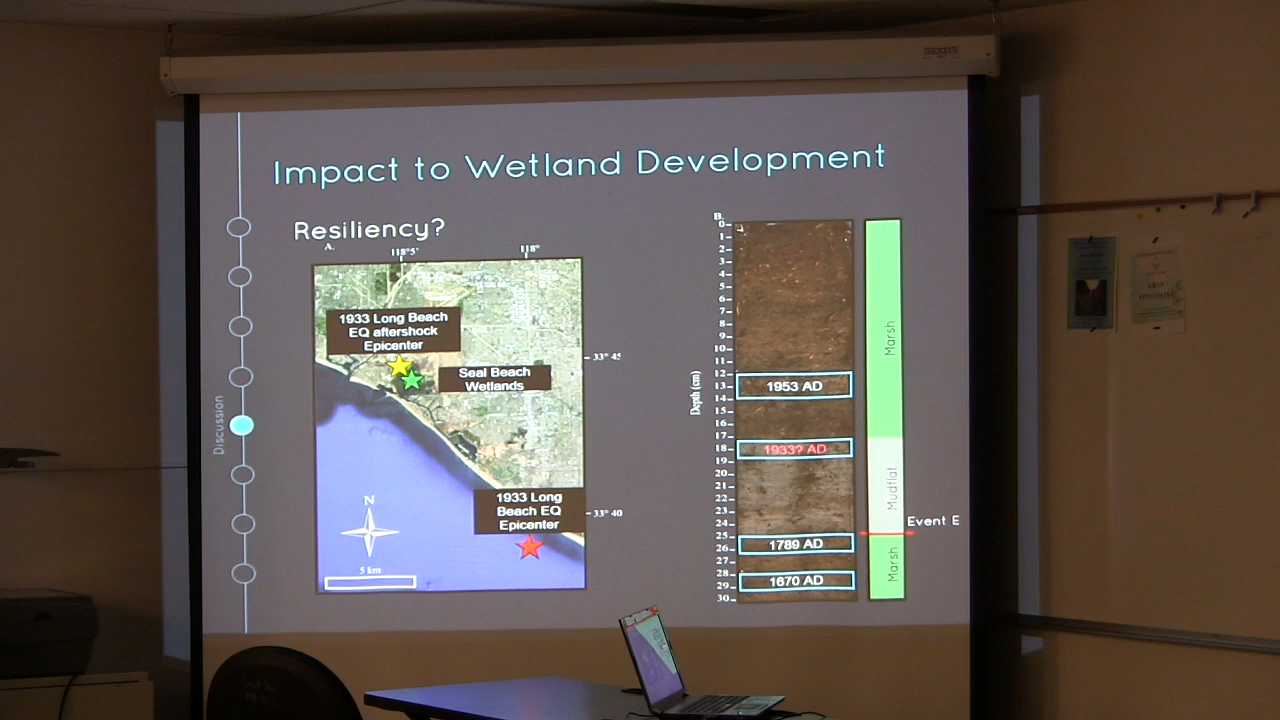 Impact to Wetland Development
Resiliency?
A.
118°5'
118°
1933 Long Beach
EQ aftershock
Epicenter
33° 45
Seal Beach
Wetlands
1933 Long
Beach EQ
Epicenter
33° 40
N
5 km
Discussion
B.
Depth (cm)
0
1
2
3
4
5
6
7
8
9
10
11
12
13
14
15
16
17
18
19
20
21
22
23
24
25
26
27
28
29
30
1953 AD
1933? AD
1789 AD
1670 AD
Marsh
Mudflat
Event E
Marsh